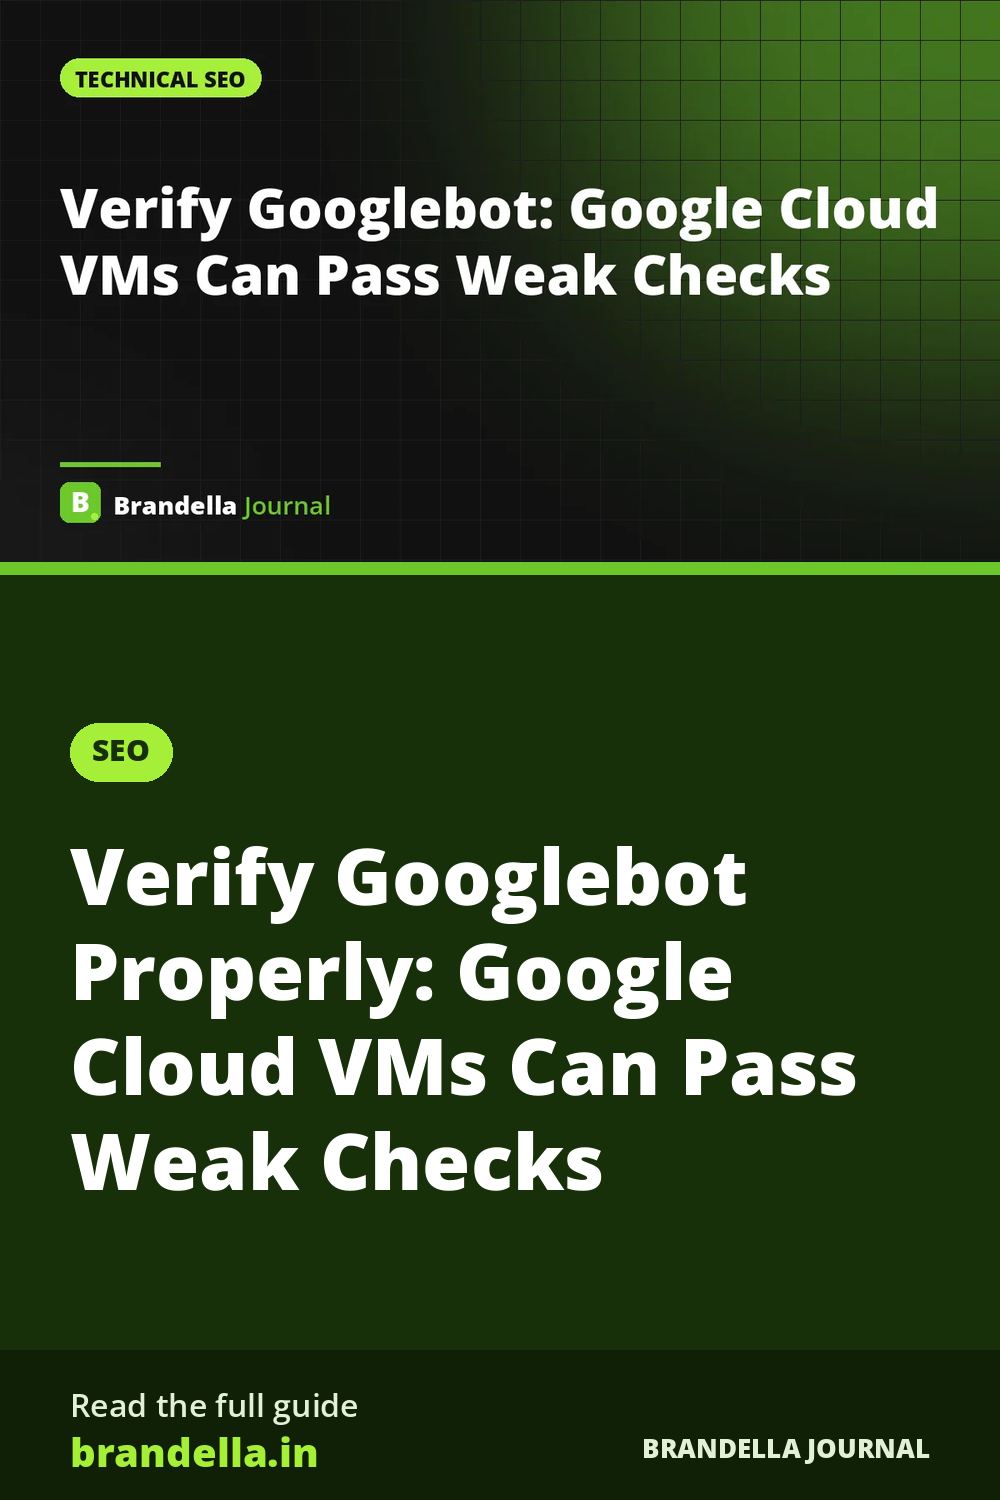 TECHNICAL SEO
Verify Googlebot: Google Cloud
VMs Can Pass Weak Checks
B.
Brandella Journal
SEO
Verify Googlebot
Properly: Google
Cloud VMs Can Pass
Weak Checks
Read the full guide
brandella.in
BRANDELLA JOURNAL